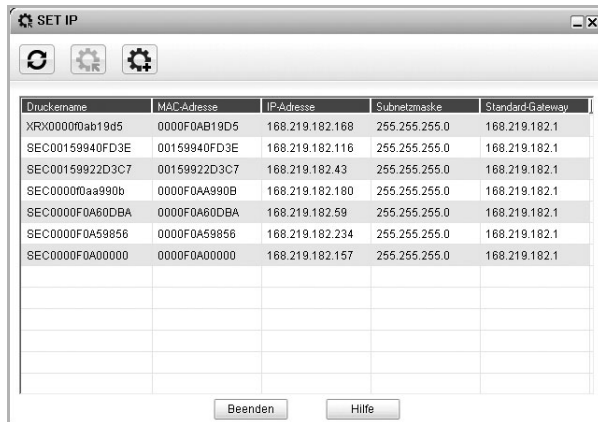 SET IP
Druckername MAC-Adresse IP-Adresse Subnetzmaske Standard-Gateway
XRX0000f0ab19d5 0000F0AB19D5 168.219.182.168 255.255.255.0 168.219.182.1
SEC00159940FD3E 00159940FD3E 168.219.182.116 255.255.255.0 168.219.182.1
SEC00159922D3C7 00159922D3C7 168.219.182.43 255.255.255.0 168.219.182.1
SEC0000f0aa990b 0000F0AA990B 168.219.182.180 255.255.255.0 168.219.182.1
SEC0000F0A60DBA 0000F0A60DBA 168.219.182.59 255.255.255.0 168.219.182.1
SEC0000F0A59856 0000F0A59856 168.219.182.234 255.255.255.0 168.219.182.1
SEC0000F0A00000 0000F0A00000 168.219.182.157 255.255.255.0 168.219.182.1
Beenden Hilfe